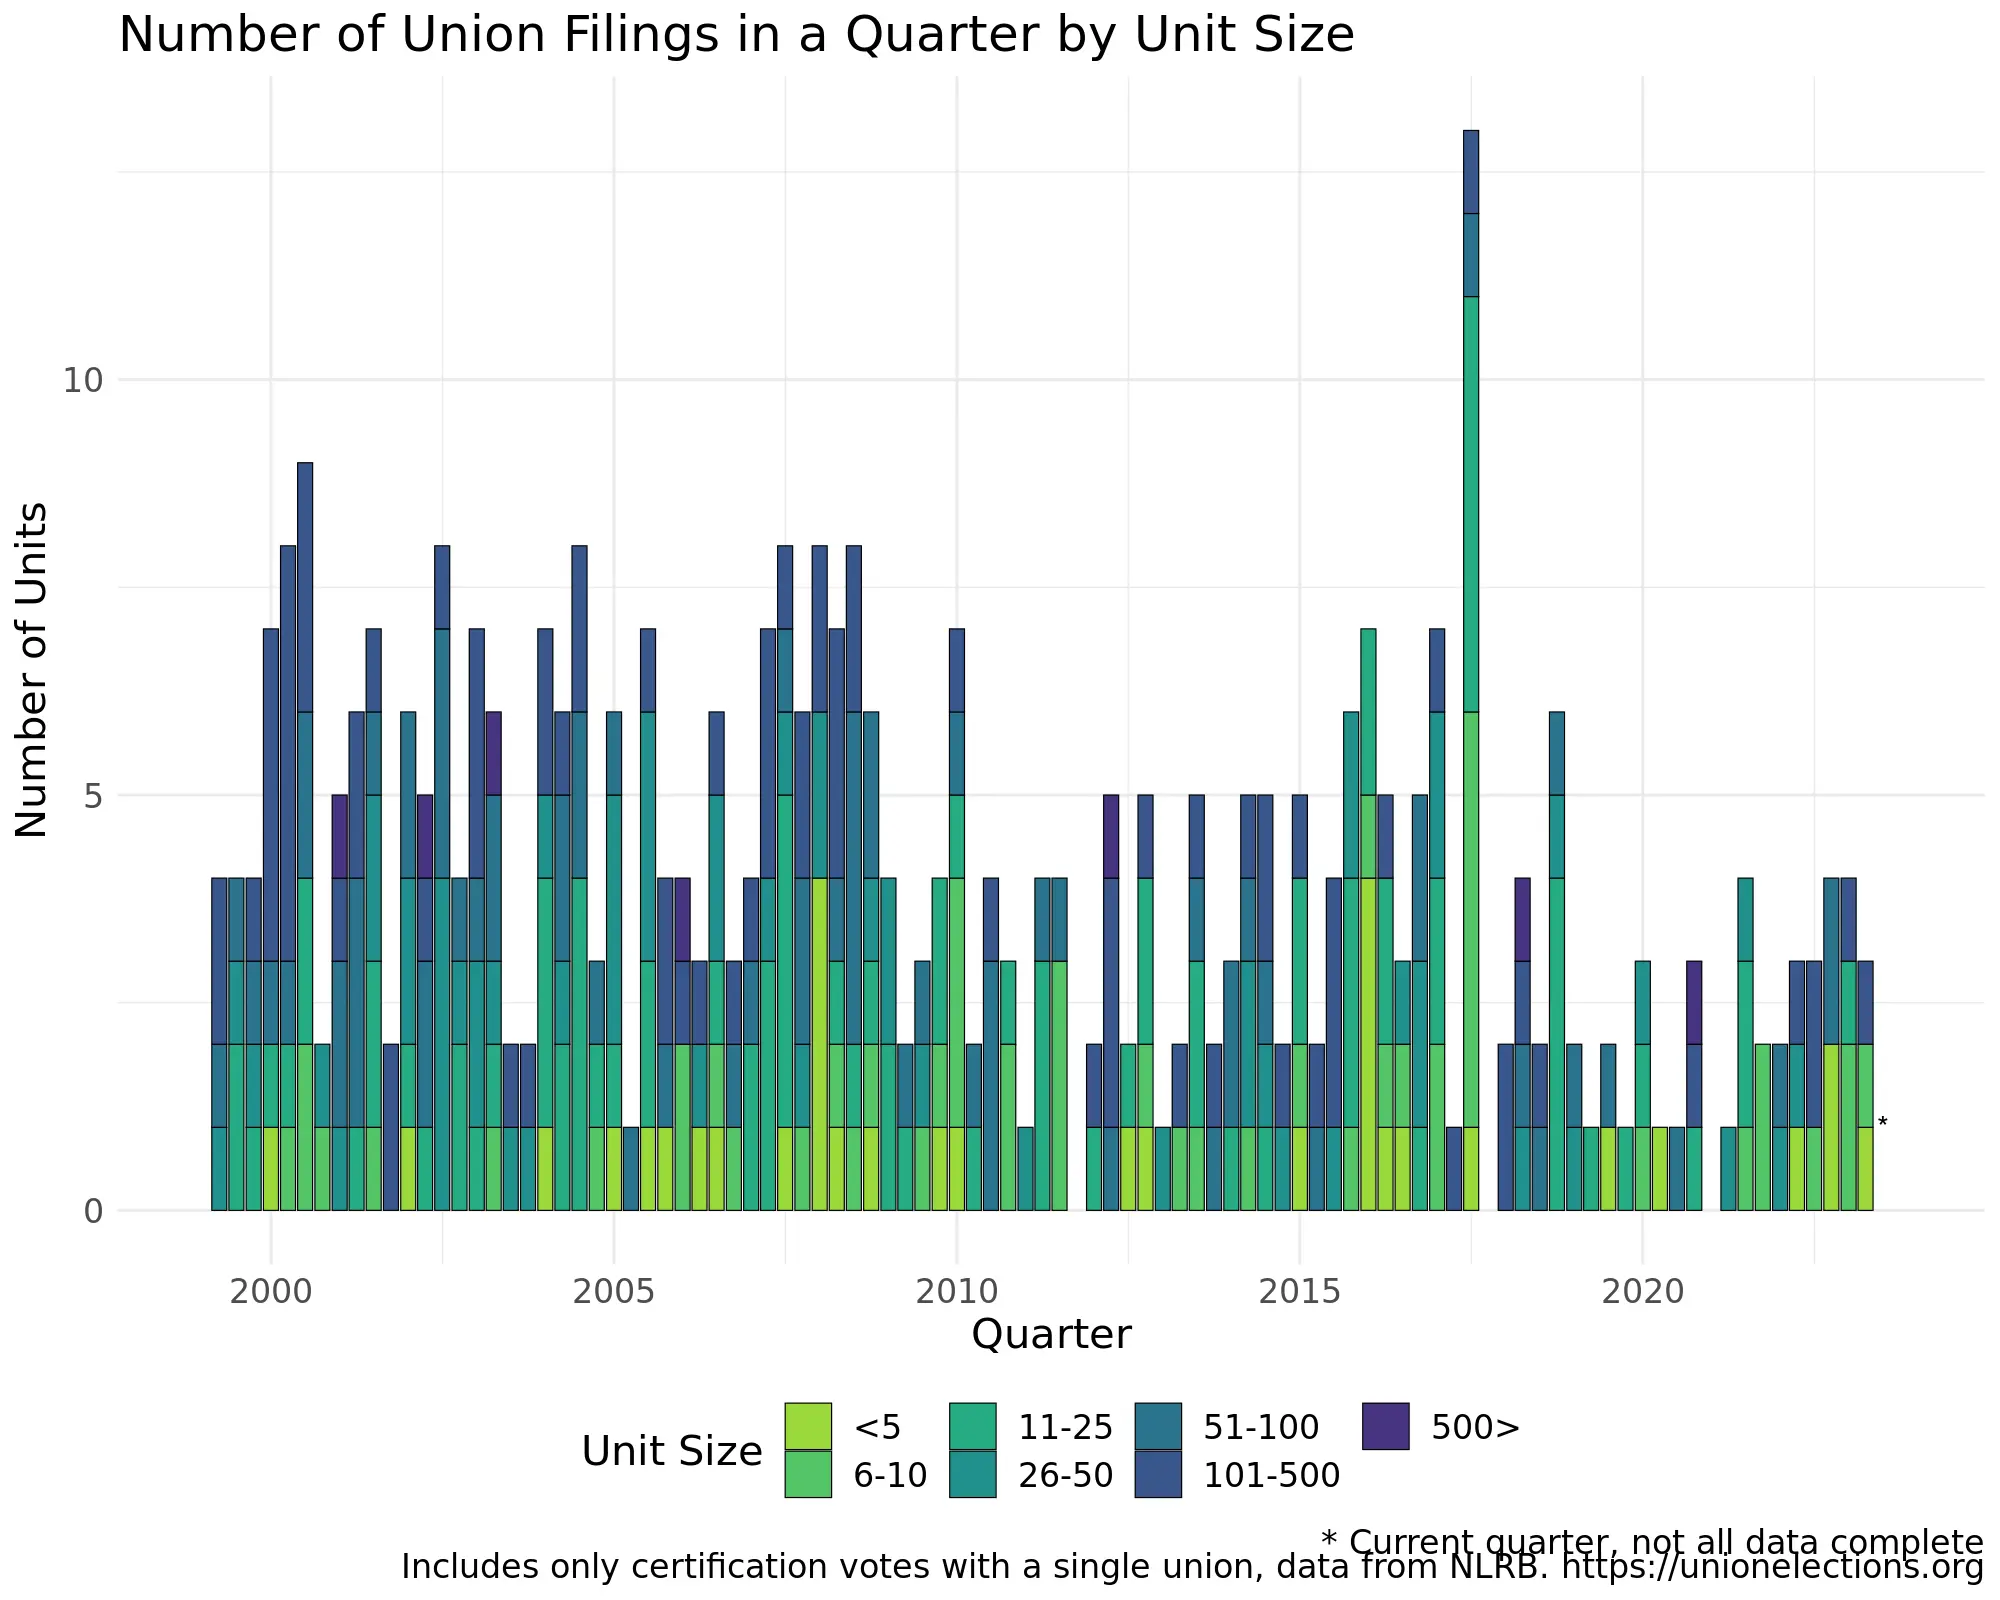 Number of Union Filings in a Quarter by Unit Size
Number of Units
10
5
0
*
2000 2005 2010 2015 2020
Quarter
Unit Size
<5 11-25 51-100 500>
6-10 26-50 101-500
* Current quarter, not all data complete
Includes only certification votes with a single union, data from NLRB. https://unionelections.org